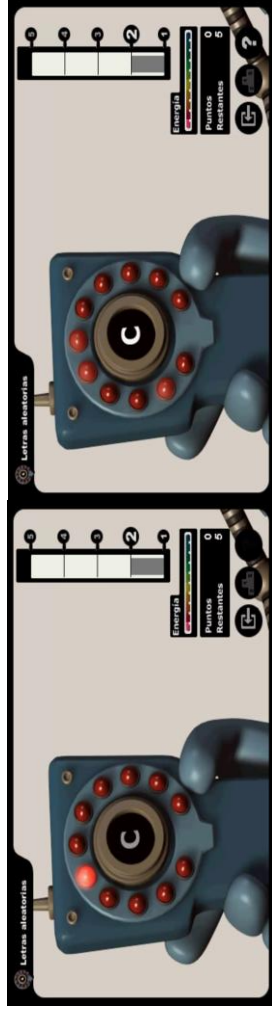 Letras aleatorias
C
5
4
3
2
1
Energía
Puntos 0
Restantes 5
Letras aleatorias
C
5
4
3
2
1
Energía
Puntos 0
Restantes 5
?